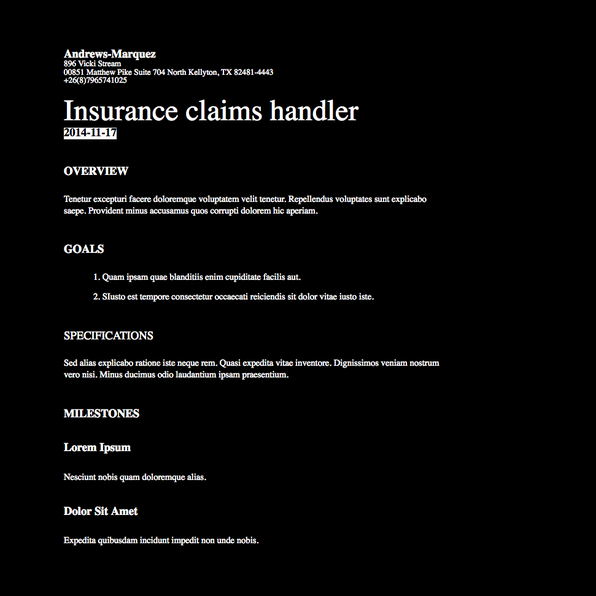 Andrews-Marquez
896 Vicki Stream
00851 Matthew Pike Suite 704 North Kellyton, TX 82481-4443
+26(8)7965741025
Insurance claims handler
2014-11-17
OVERVIEW
Tenetur excepturi facere doloremque voluptatem velit tenetur. Repellendus voluptates sunt explicabo
saepe. Provident minus accusamus quos corrupti dolorem hic aperiam.
GOALS
1. Quam ipsam quae blanditiis enim cupiditate facilis aut.
2. SIusto est tempore consectetur occaecati reiciendis sit dolor vitae iusto iste.
SPECIFICATIONS
Sed alias explicabo ratione iste neque rem. Quasi expedita vitae inventore. Dignissimos veniam nostrum
vero nisi. Minus ducimus odio laudantium ipsam praesentium.
MILESTONES
Lorem Ipsum
Nesciunt nobis quam doloremque alias.
Dolor Sit Amet
Expedita quibusdam incidunt impedit non unde nobis.